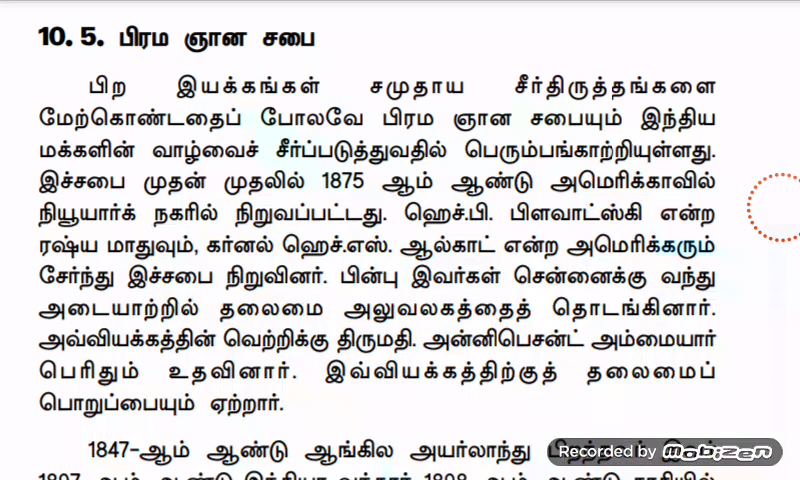 10. 5. பிரம ஞான சபை
பிற இயக்கங்கள் சமுதாய சீர்திருத்தங்களை
மேற்கொண்டதைப் போலவே பிரம ஞான சபையும் இந்திய
மக்களின் வாழ்வைச் சீர்ப்படுத்துவதில் பெரும்பங்காற்றியுள்ளது.
இச்சபை முதன் முதலில் 1875 ஆம் ஆண்டு அமெரிக்காவில்
நியூயார்க் நகரில் நிறுவப்பட்டது. ஹெச்.பி. பிளவாட்ஸ்கி என்ற
ரஷ்ய மாதுவும், கர்னல் ஹெச்.எஸ். ஆல்காட் என்ற அமெரிக்கரும்
சேர்ந்து இச்சபை நிறுவினர். பின்பு இவர்கள் சென்னைக்கு வந்து
அடையாற்றில் தலைமை அலுவலகத்தைத் தொடங்கினார்.
அவ்வியக்கத்தின் வெற்றிக்கு திருமதி. அன்னிபெசன்ட் அம்மையார்
பெரிதும் உதவினார். இவ்வியக்கத்திற்குத் தலைமைப்
பொறுப்பையும் ஏற்றார்.
1847-ஆம் ஆண்டு ஆங்கில அயர்லாந்து
Recorded by mobizen